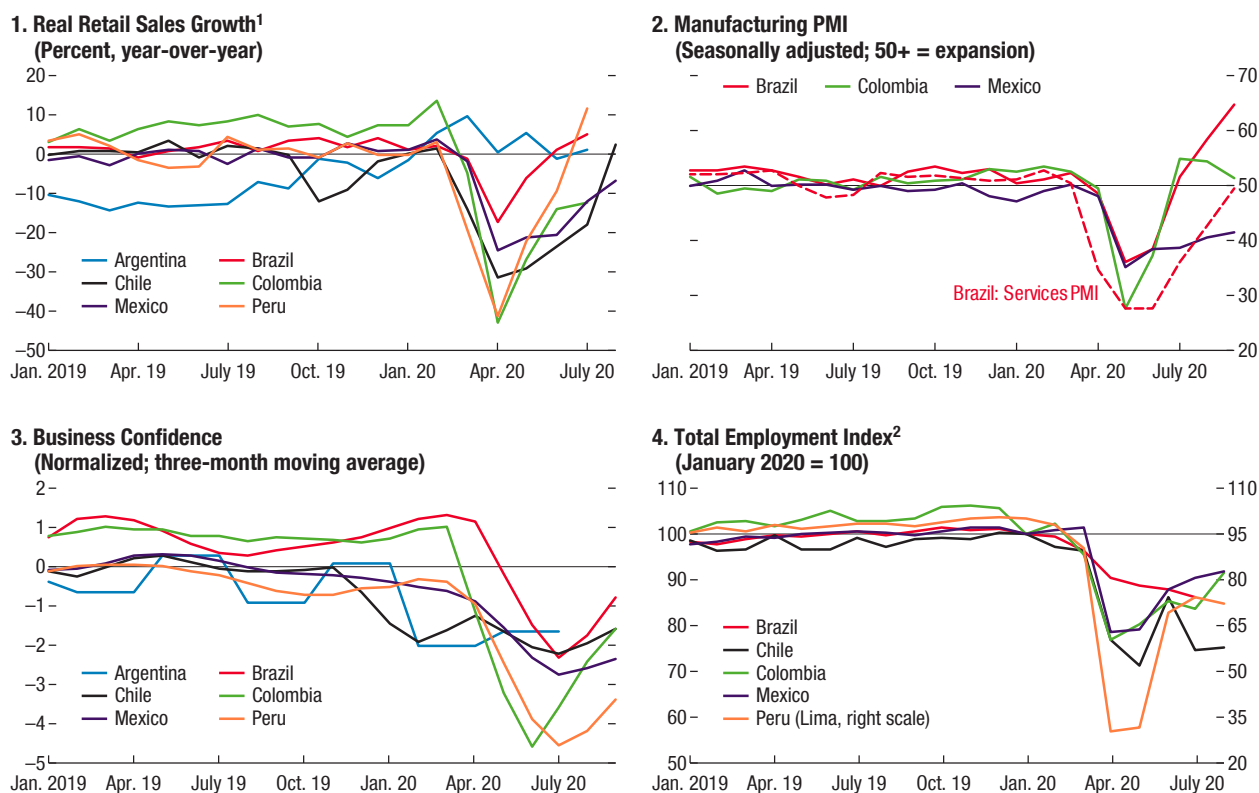 1. Real Retail Sales Growth1
(Percent, year-over-year)
20
10
0
–10
–20
–30
–40
–50
Argentina
Brazil
Chile
Colombia
Mexico
Peru
Jan. 2019
Apr. 19
July 19
Oct. 19
Jan. 20
Apr. 20
July 20
2. Manufacturing PMI
(Seasonally adjusted; 50+ = expansion)
Brazil
Colombia
Mexico
70
60
50
40
30
20
Brazil: Services PMI
Jan. 2019
Apr. 19
July 19
Oct. 19
Jan. 20
Apr. 20
July 20
3. Business Confidence
(Normalized; three-month moving average)
2
1
0
–1
–2
–3
–4
–5
Argentina
Brazil
Chile
Colombia
Mexico
Peru
Jan. 2019
Apr. 19
July 19
Oct. 19
Jan. 20
Apr. 20
July 20
4. Total Employment Index2
(January 2020 = 100)
110
100
90
80
70
60
50
Brazil
Chile
Colombia
Mexico
Peru (Lima, right scale)
110
95
80
65
50
35
20
Jan. 2019
Apr. 19
July 19
Oct. 19
Jan. 20
Apr. 20
July 20